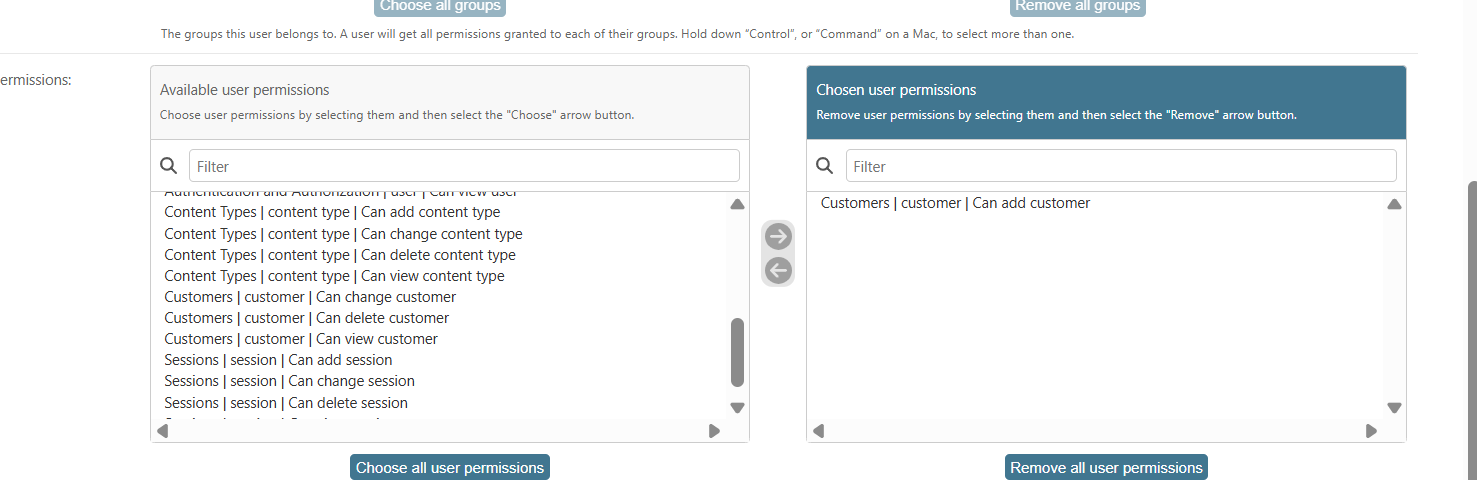 Choose all groups
Remove all groups
The groups this user belongs to. A user will get all permissions granted to each of their groups. Hold down “Control”, or “Command” on a Mac, to select more than one.
ermissions:
Available user permissions
Choose user permissions by selecting them and then select the "Choose" arrow button.
Filter
Authentication and Authorization | user | Can view user
Content Types | content type | Can add content type
Content Types | content type | Can change content type
Content Types | content type | Can delete content type
Content Types | content type | Can view content type
Customers | customer | Can change customer
Customers | customer | Can delete customer
Customers | customer | Can view customer
Sessions | session | Can add session
Sessions | session | Can change session
Sessions | session | Can delete session
Choose all user permissions
Chosen user permissions
Remove user permissions by selecting them and then select the "Remove" arrow button.
Filter
Customers | customer | Can add customer
Remove all user permissions